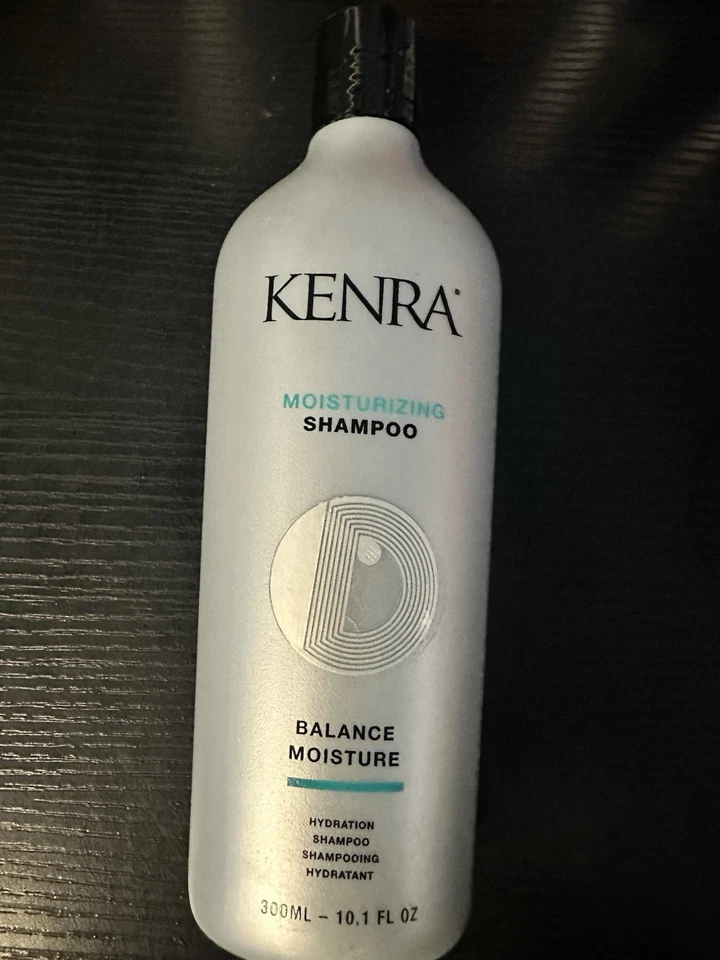 KENRA
MOISTURIZING
SHAMPOO
BALANCE
MOISTURE
HYDRATION
SHAMPOO
SHAMPOOING
HYDRATANT
300ML – 10.1 FL OZ